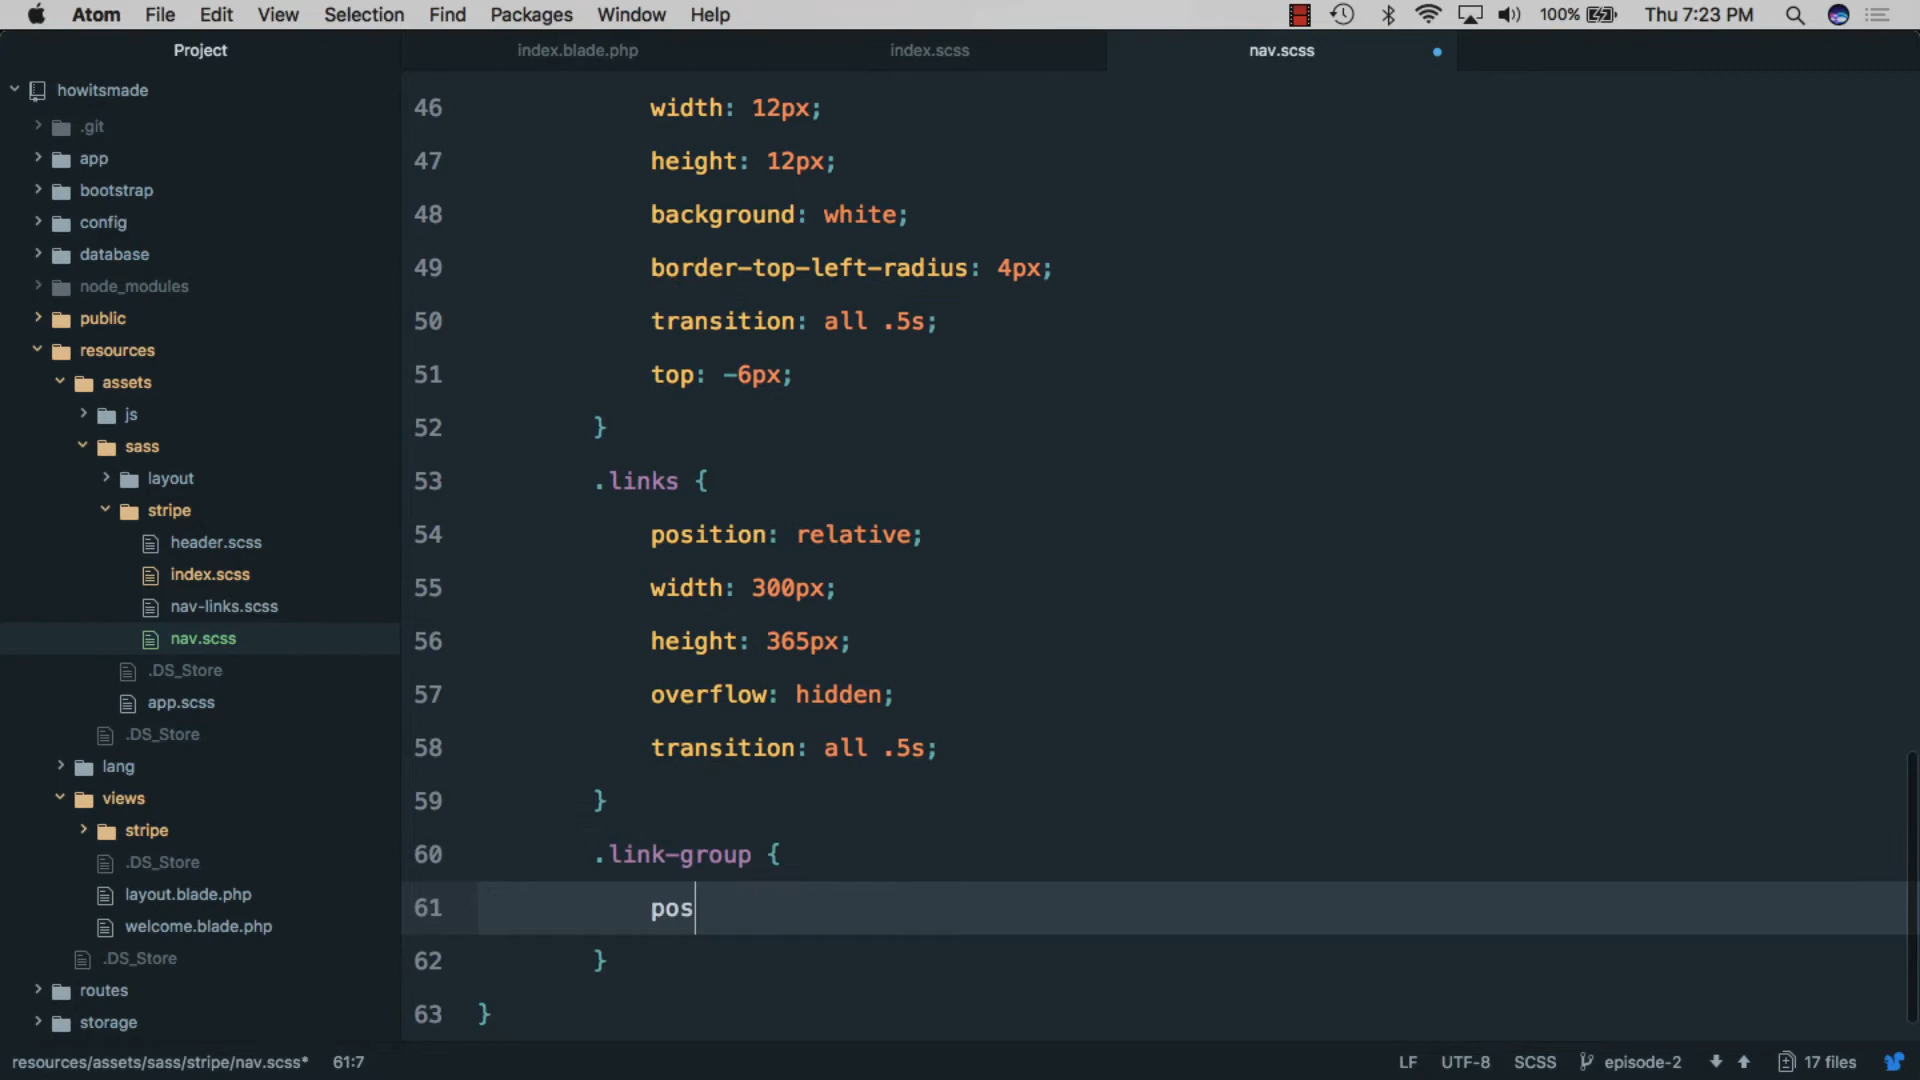 Atom File Edit View Selection Find Packages Window Help 100% Thu 7:23 PM
Project index.blade.php index.scss nav.scss
howitsmade
.git
app
bootstrap
config
database
node_modules
public
resources
assets
js
sass
layout
stripe
header.scss
index.scss
nav-links.scss
nav.scss
.DS_Store
app.scss
.DS_Store
lang
views
stripe
.DS_Store
layout.blade.php
welcome.blade.php
.DS_Store
routes
storage
46 width: 12px;
47 height: 12px;
48 background: white;
49 border-top-left-radius: 4px;
50 transition: all .5s;
51 top: -6px;
52 }
53 .links {
54 position: relative;
55 width: 300px;
56 height: 365px;
57 overflow: hidden;
58 transition: all .5s;
59 }
60 .link-group {
61 pos
62 }
63 }
resources/assets/sass/stripe/nav.scss* 61:7 LF UTF-8 SCSS episode-2 17 files